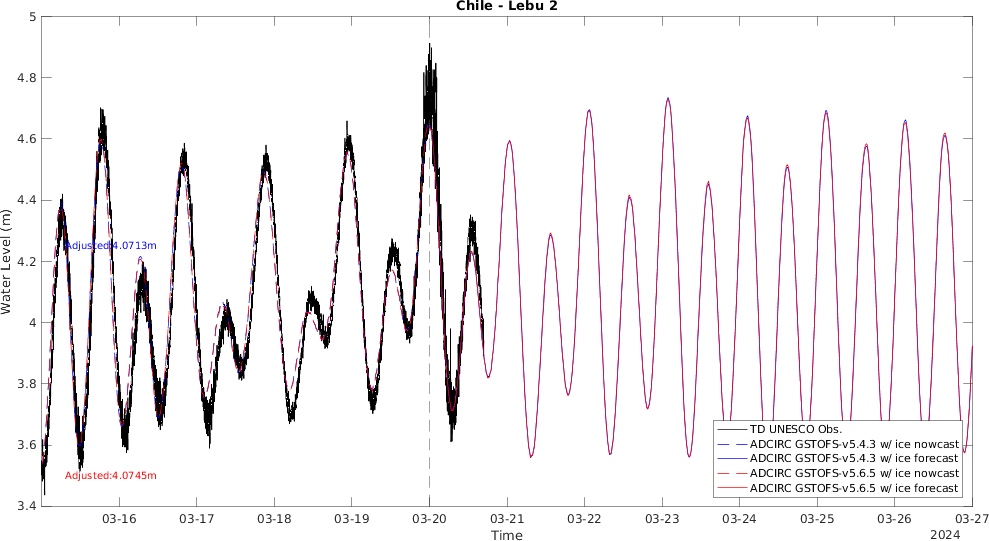 Chile - Lebu 2
Water Level (m)
5
4.8
4.6
4.4
4.2
4
3.8
3.6
3.4
Adjusted:4.0713m
Adjusted:4.0745m
TD UNESCO Obs.
ADCIRC GSTOFS-v5.4.3 w/ ice nowcast
ADCIRC GSTOFS-v5.4.3 w/ ice forecast
ADCIRC GSTOFS-v5.6.5 w/ ice nowcast
ADCIRC GSTOFS-v5.6.5 w/ ice forecast
03-16 03-17 03-18 03-19 03-20 03-21 03-22 03-23 03-24 03-25 03-26 03-27
Time
2024